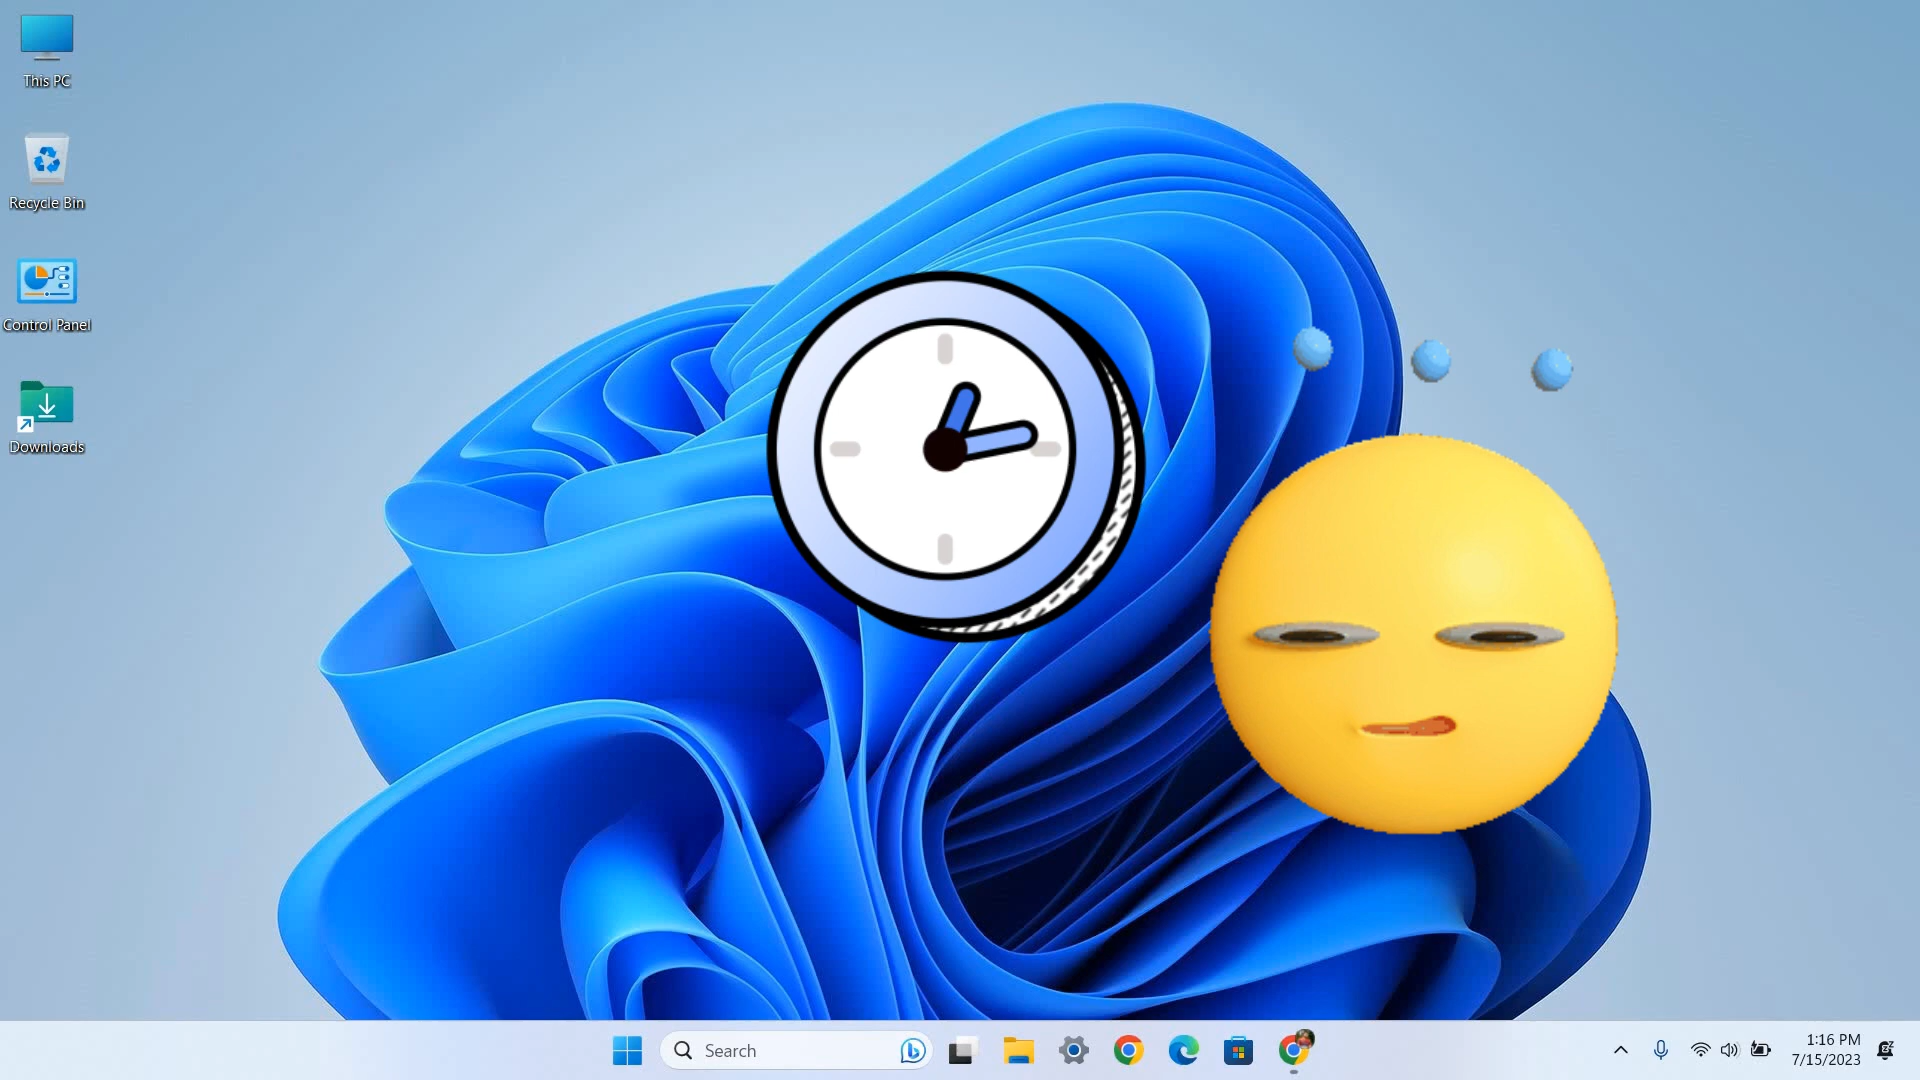 This PC
Recycle Bin
Control Panel
Downloads
Search
1:16 PM
7/15/2023